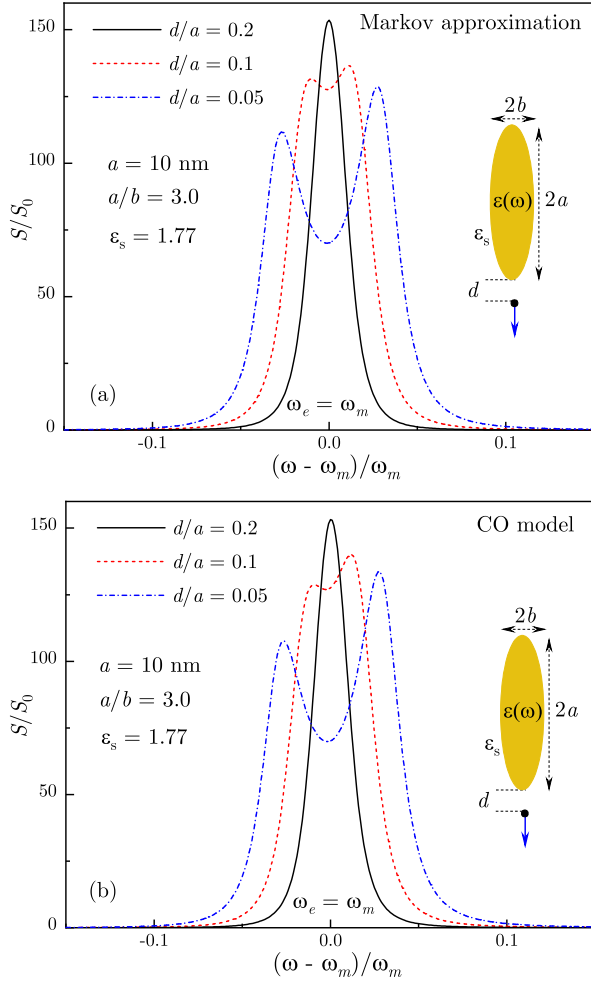 Markov approximation
150
d/a = 0.2
d/a = 0.1
d/a = 0.05
2b
100
a = 10 nm
a/b = 3.0
εs = 1.77
S/S0
ε(ω)
2a
εs
50
d
(a)
ωe = ωm
0
-0.1
0.0
0.1
(ω - ωm)/ωm
CO model
150
d/a = 0.2
d/a = 0.1
d/a = 0.05
2b
100
a = 10 nm
a/b = 3.0
εs = 1.77
S/S0
ε(ω)
2a
εs
50
d
(b)
ωe = ωm
0
-0.1
0.0
0.1
(ω - ωm)/ωm